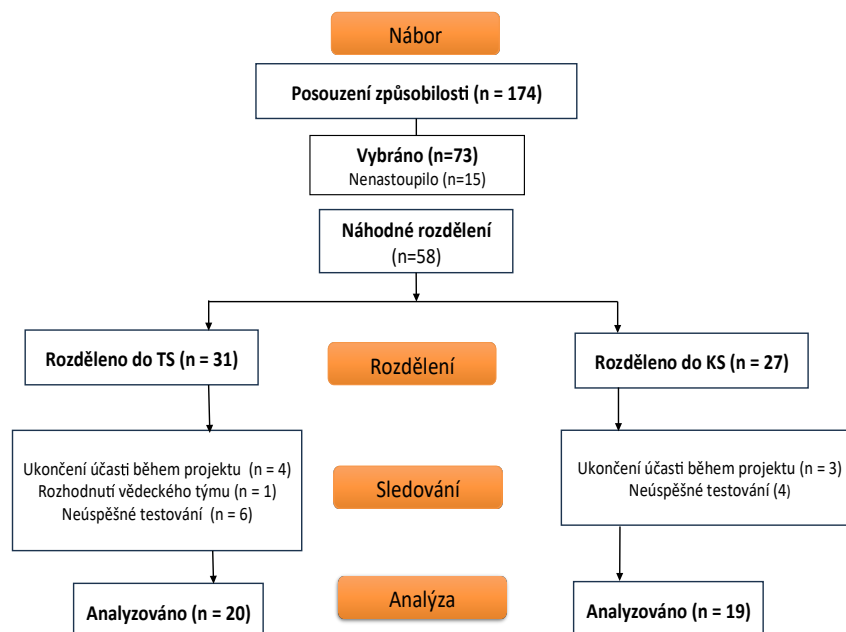 Nábor
Posouzení způsobilosti (n = 174)
Vybráno (n=73)
Nenastoupilo (n=15)
Náhodné rozdělení
(n=58)
Rozděleno do TS (n = 31)
Rozdělení
Rozděleno do KS (n = 27)
Ukončení účasti během projektu (n = 4)
Rozhodnutí vědeckého týmu (n = 1)
Neúspěšné testování (n = 6)
Sledování
Ukončení účasti během projektu (n = 3)
Neúspěšné testování (4)
Analyzováno (n = 20)
Analýza
Analyzováno (n = 19)